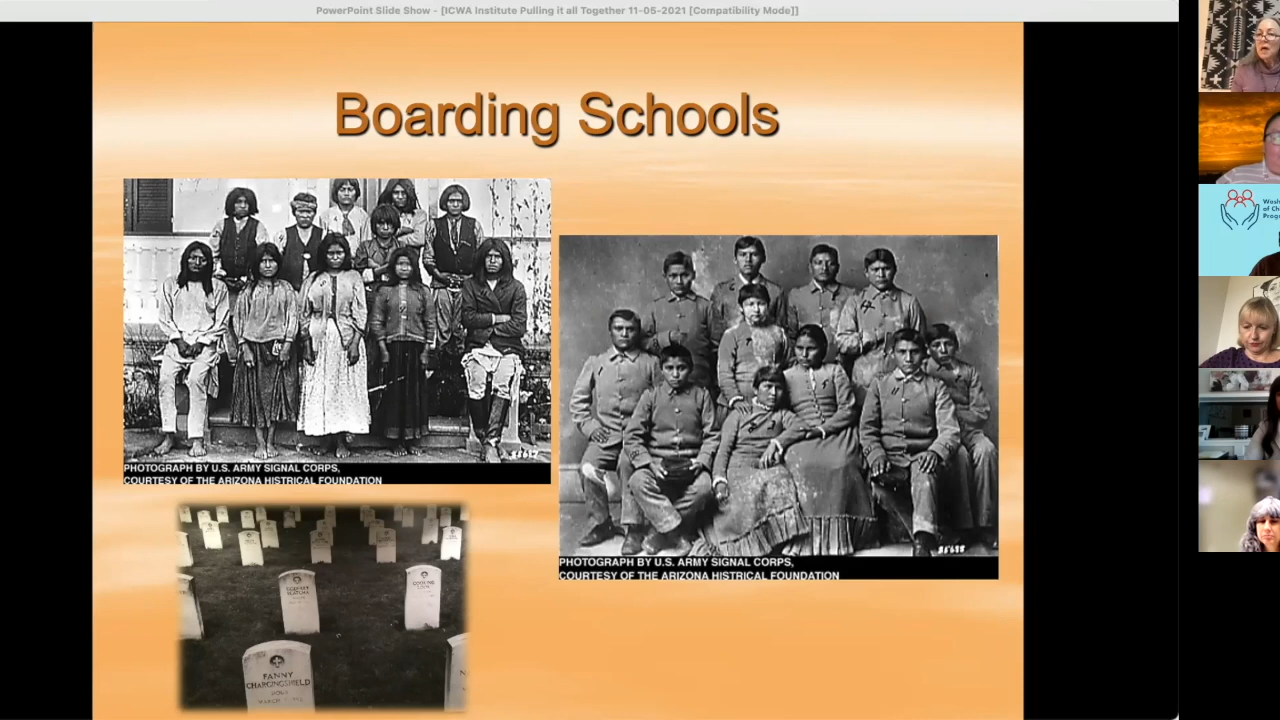 PowerPoint Slide Show - [ICWA Institute Pulling it all Together 11-05-2021 [Compatibility Mode]]
Boarding Schools
PHOTOGRAPH BY U.S. ARMY SIGNAL CORPS,
COURTESY OF THE ARIZONA HISTRICAL FOUNDATION
PHOTOGRAPH BY U.S. ARMY SIGNAL CORPS,
COURTESY OF THE ARIZONA HISTRICAL FOUNDATION
FANNY
CHARGINGSHIELD